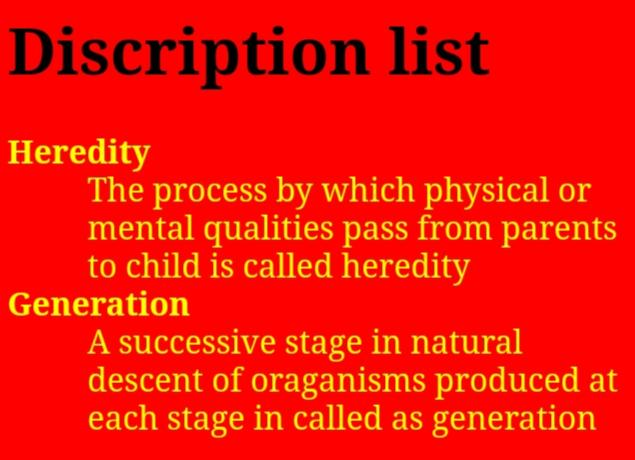 Discription list
Heredity
The process by which physical or
mental qualities pass from parents
to child is called heredity
Generation
A successive stage in natural
descent of oraganisms produced at
each stage in called as generation